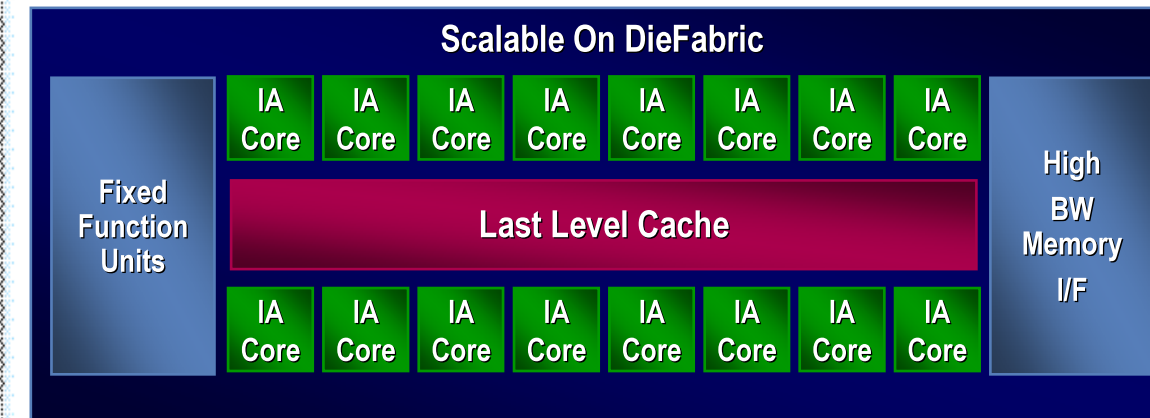 Scalable On DieFabric
IA
Core
IA
Core
IA
Core
IA
Core
IA
Core
IA
Core
IA
Core
IA
Core
Fixed
Function
Units
Last Level Cache
High
BW
Memory
I/F
IA
Core
IA
Core
IA
Core
IA
Core
IA
Core
IA
Core
IA
Core
IA
Core